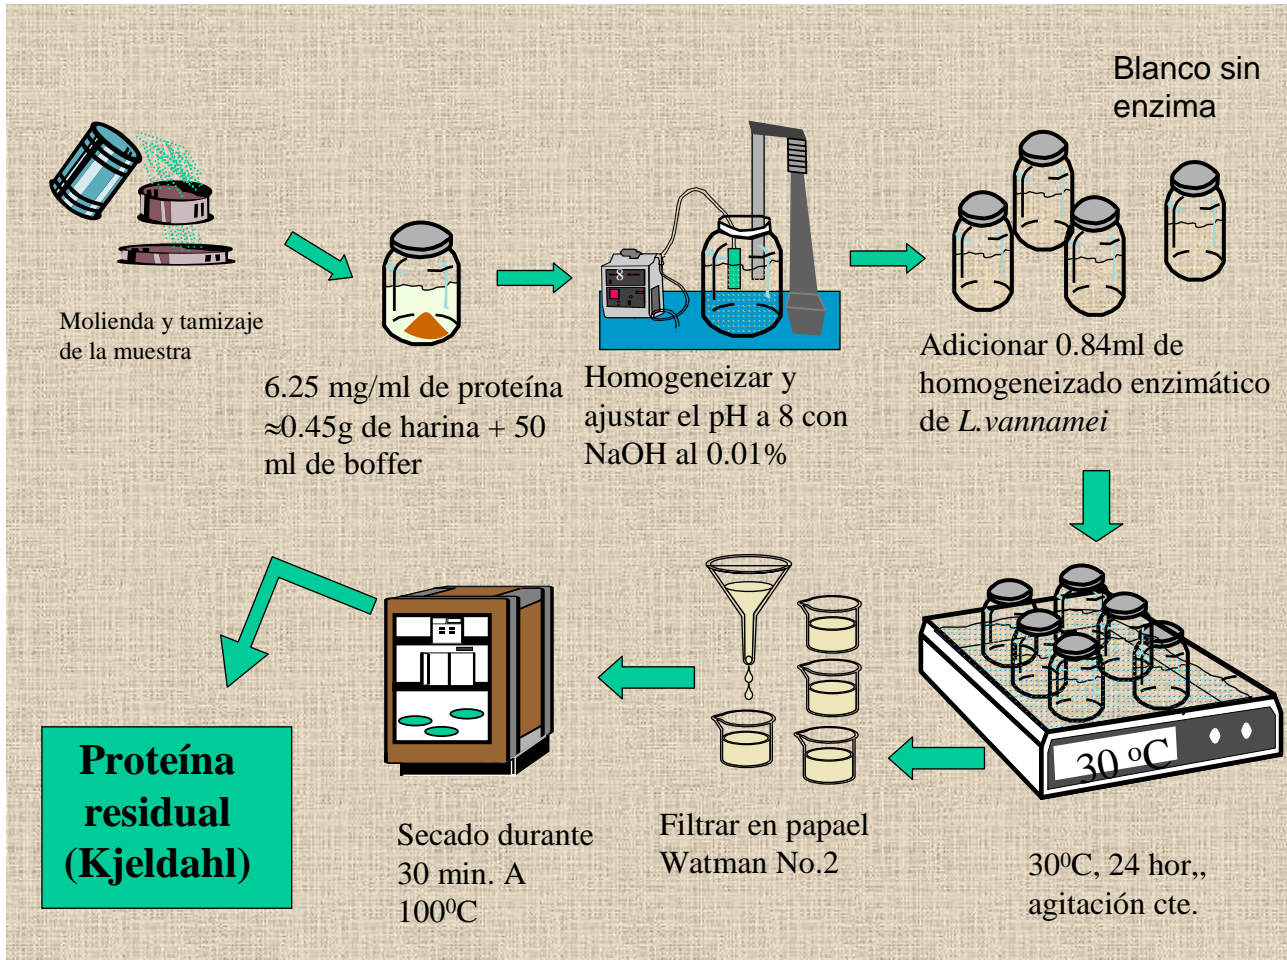 Blanco sin
enzima
Molienda y tamizaje
de la muestra
6.25 mg/ml de proteína
≈0.45g de harina + 50
ml de boffer
8
Homogeneizar y
ajustar el pH a 8 con
NaOH al 0.01%
Adicionar 0.84ml de
homogeneizado enzimático
de L.vannamei
30 ºC
30⁰C, 24 hor,,
agitación cte.
Filtrar en papael
Watman No.2
Secado durante
30 min. A
100⁰C
Proteína
residual
(Kjeldahl)